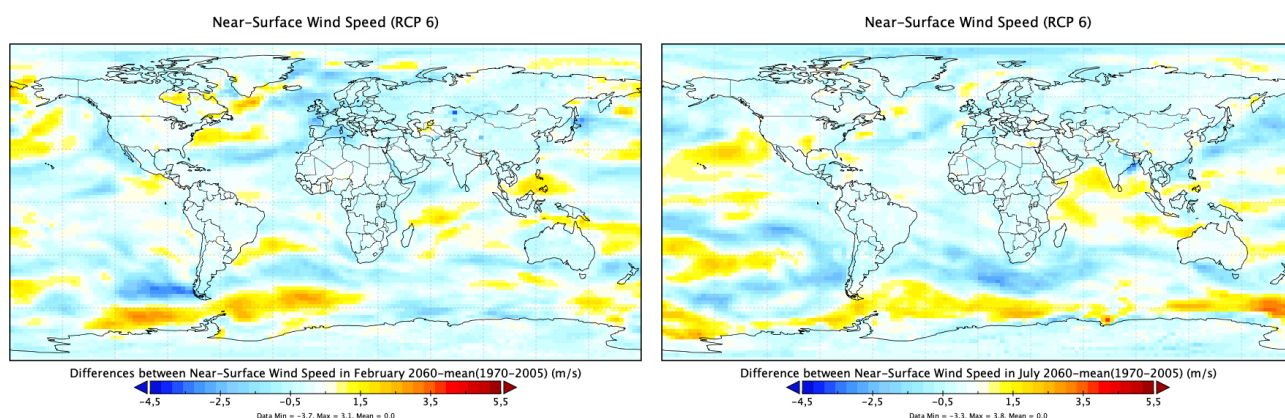 Near-Surface Wind Speed (RCP 6)
Differences between Near-Surface Wind Speed in February 2060-mean(1970-2005) (m/s)
-4,5 -2,5 -0,5 1,5 3,5 5,5
Data Min = -3.7, Max = 3.1, Mean = 0.0
Near-Surface Wind Speed (RCP 6)
Difference between Near-Surface Wind Speed in July 2060-mean(1970-2005) (m/s)
-4,5 -2,5 -0,5 1,5 3,5 5,5
Data Min = -3.3, Max = 3.8, Mean = 0.0